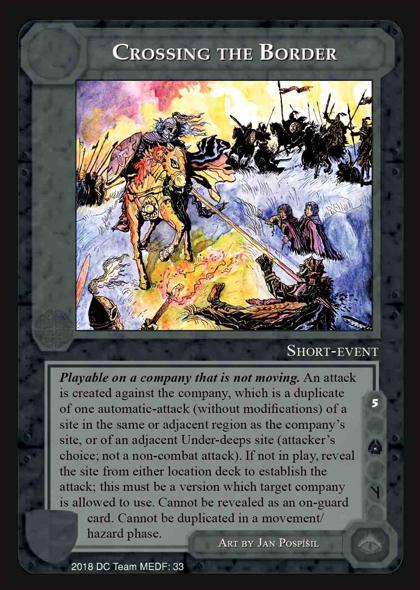 CROSSING THE BORDER
SHORT-EVENT
Playable on a company that is not moving. An attack
is created against the company, which is a duplicate
of one automatic-attack (without modifications) of a
site in the same or adjacent region as the company's
site, or of an adjacent Under-deeps site (attacker's
choice; not a non-combat attack). If not in play, reveal
the site from either location deck to establish the
attack; this must be a version which target company
is allowed to use. Cannot be revealed as an on-guard
card. Cannot be duplicated in a movement/
hazard phase.
5
ART BY JAN POSPÍŠIL
2018 DC Team MEDF: 33